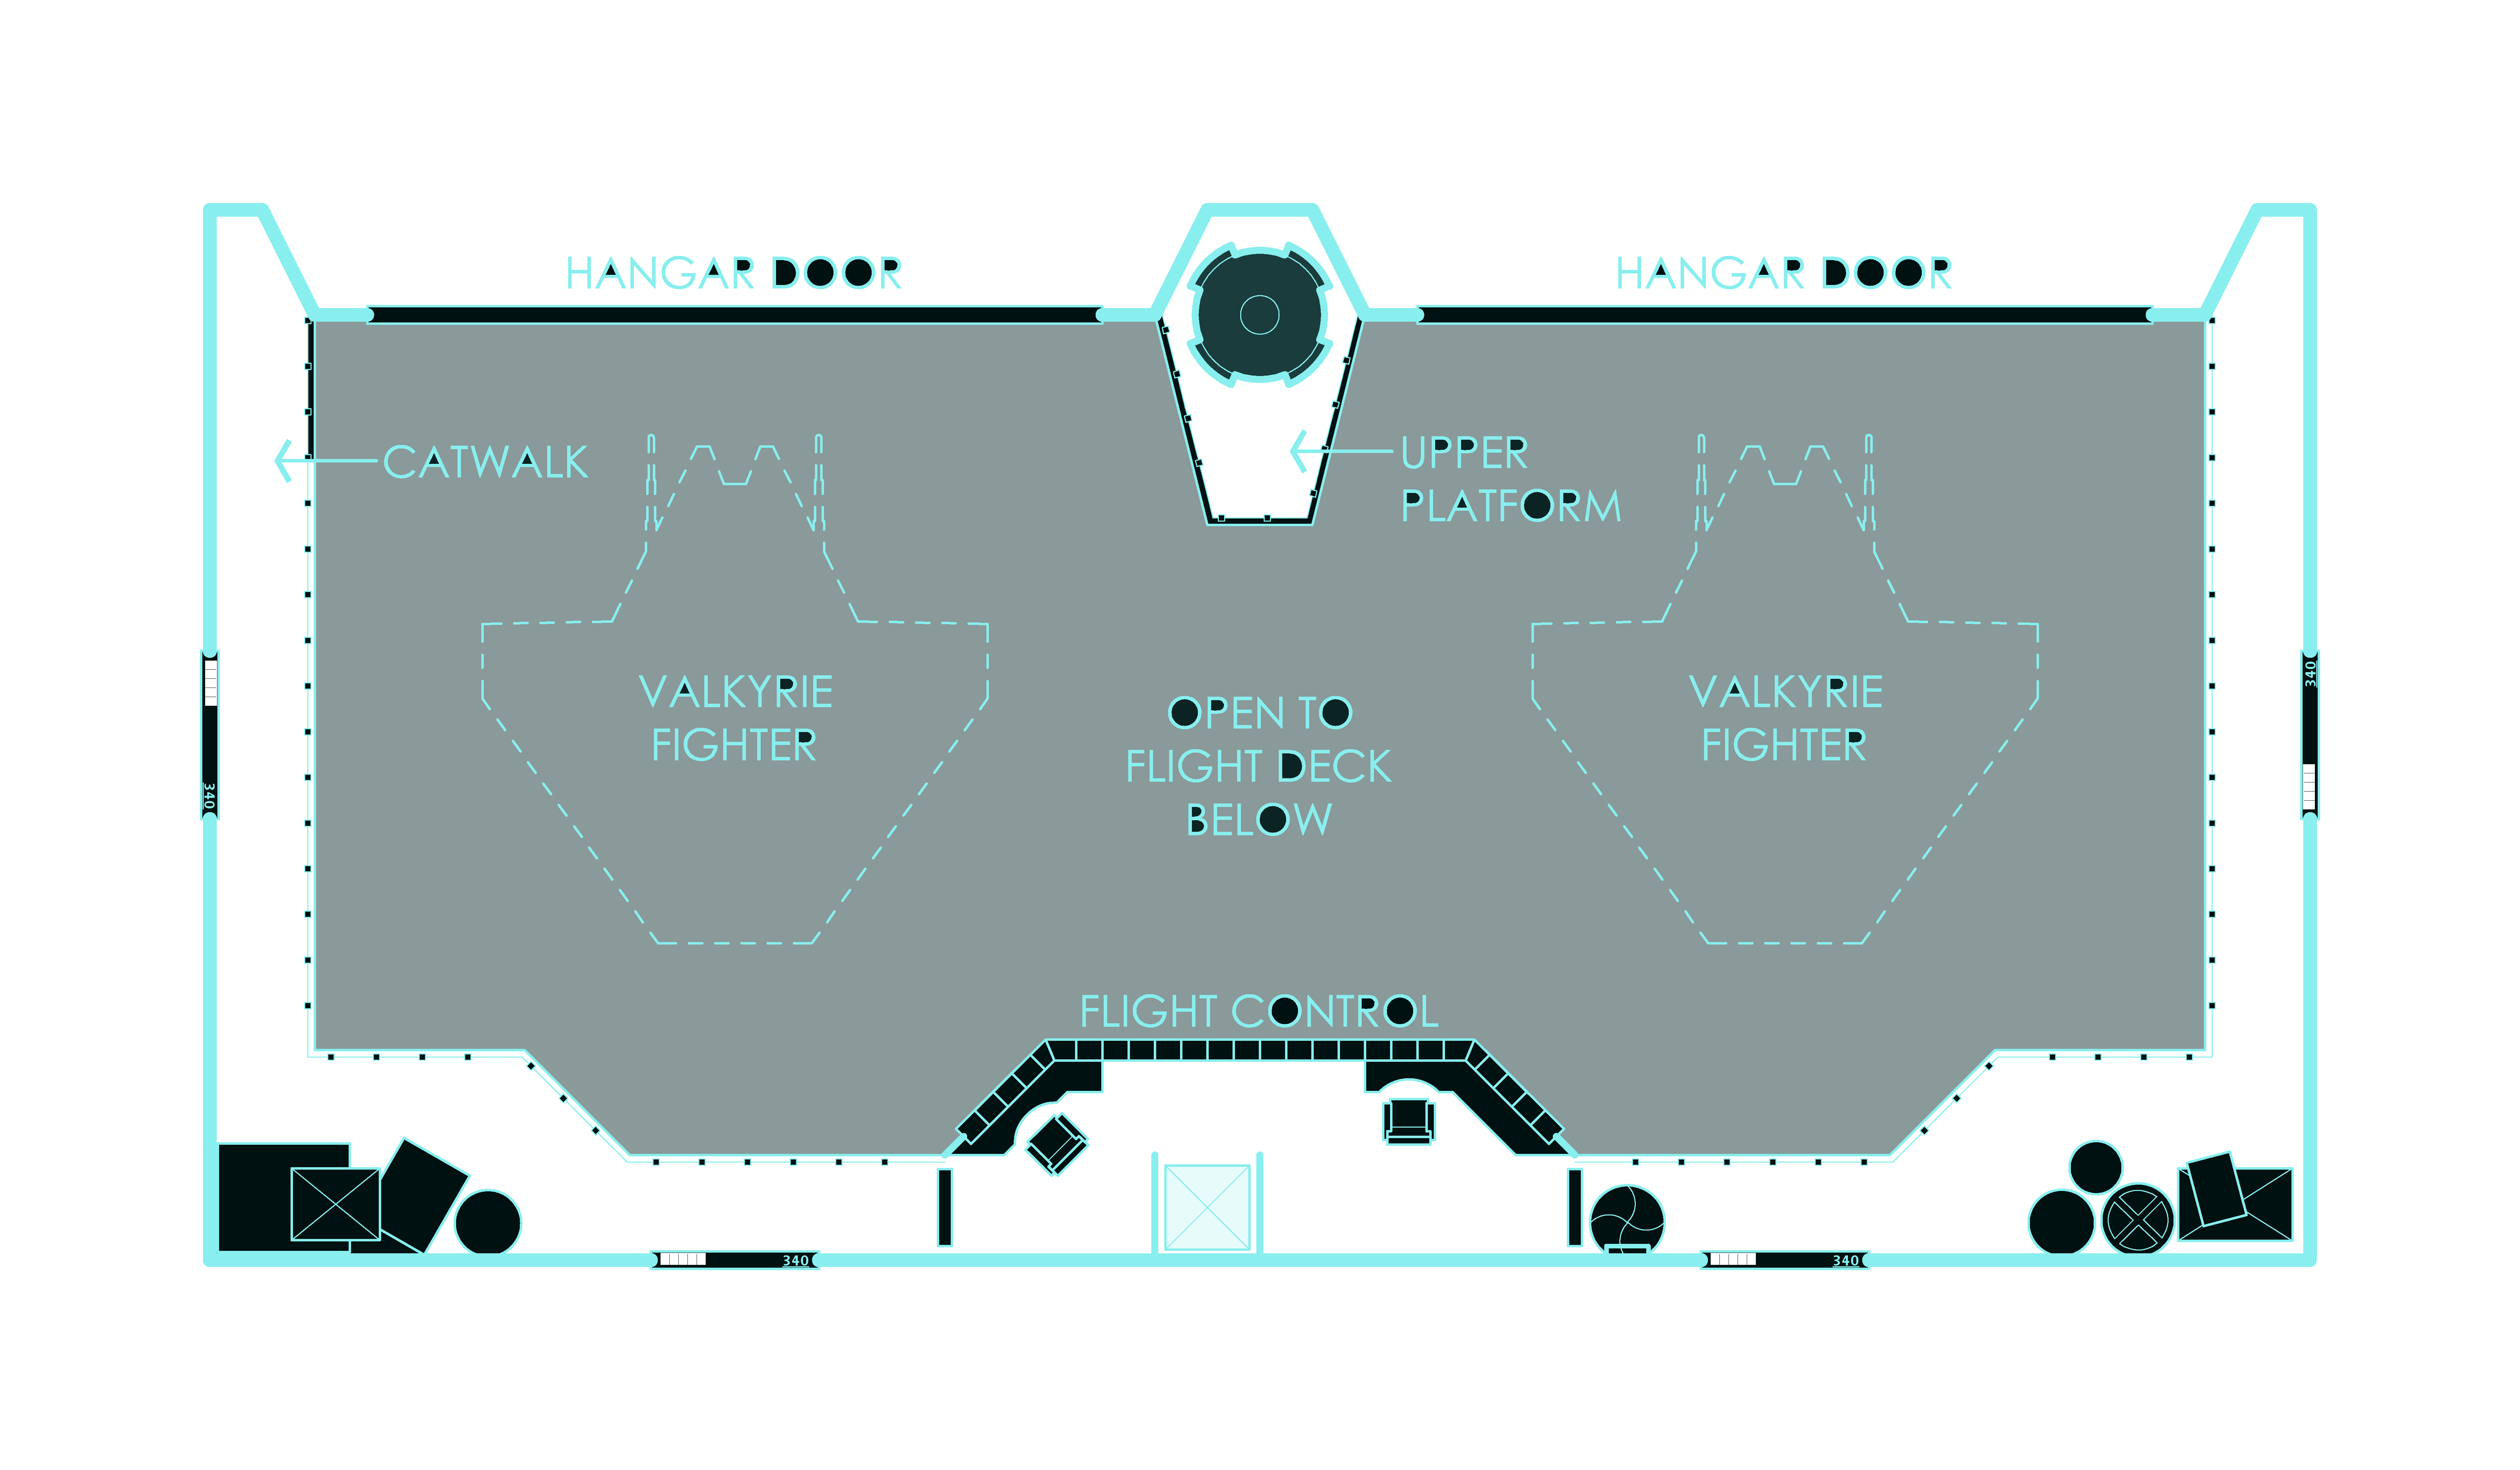 HANGAR DOOR
HANGAR DOOR
CATWALK
UPPER
PLATFORM
VALKYRIE
FIGHTER
OPEN TO
FLIGHT DECK
BELOW
VALKYRIE
FIGHTER
340
340
FLIGHT CONTROL
340
340